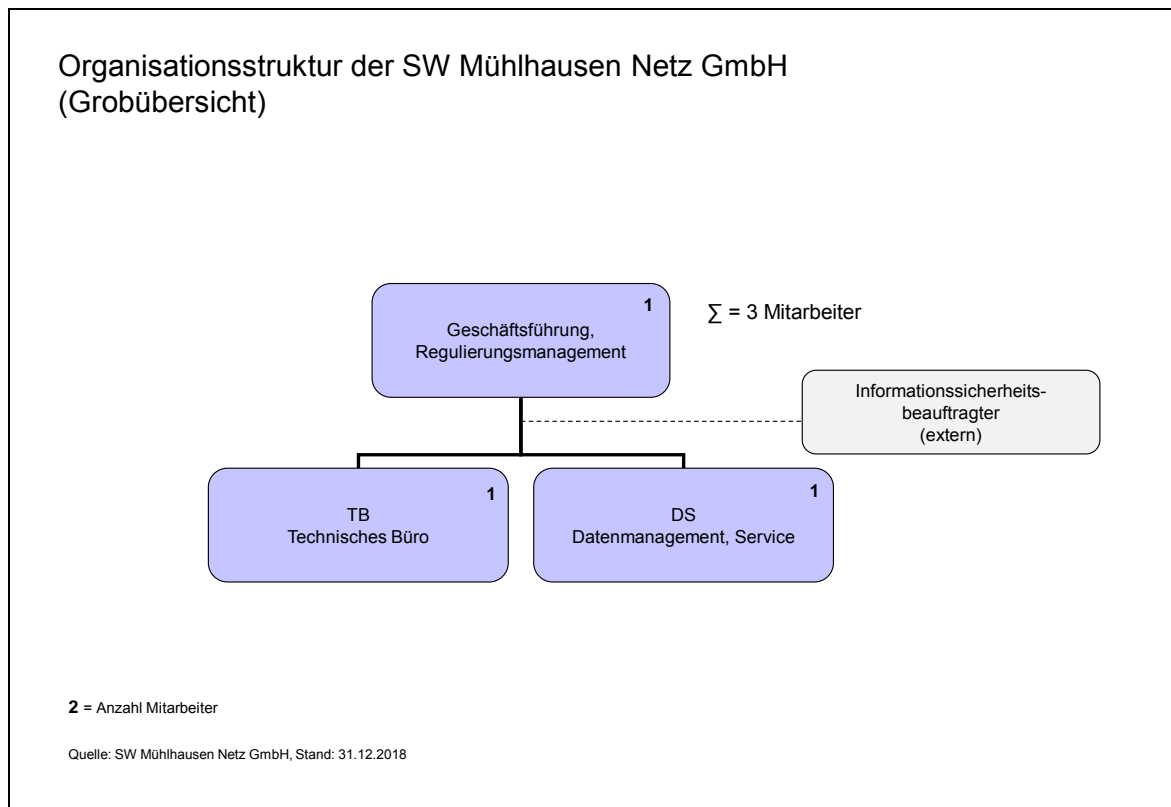 Organisationsstruktur der SW Mühlhausen Netz GmbH
(Grobübersicht)
1
Geschäftsführung,
Regulierungsmanagement
∑ = 3 Mitarbeiter
Informationssicherheits-
beauftragter
(extern)
1
TB
Technisches Büro
1
DS
Datenmanagement, Service
2 = Anzahl Mitarbeiter
Quelle: SW Mühlhausen Netz GmbH, Stand: 31.12.2018